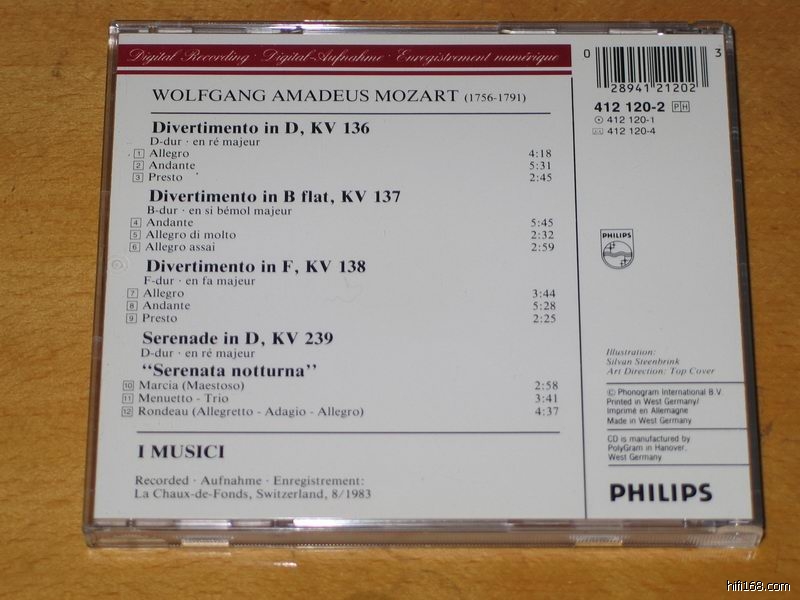 Digital Recording · Digital-Aufnahme · Enregistrement numérique
WOLFGANG AMADEUS MOZART (1756-1791)
Divertimento in D, KV 136
D-dur · en ré majeur
1 Allegro 4:18
2 Andante 5:31
3 Presto 2:45
Divertimento in B flat, KV 137
B-dur · en si bémol majeur
4 Andante 5:45
5 Allegro di molto 2:32
6 Allegro assai 2:59
Divertimento in F, KV 138
F-dur · en fa majeur
7 Allegro 3:44
8 Andante 5:28
9 Presto 2:25
Serenade in D, KV 239
D-dur · en ré majeur
“Serenata notturna”
10 Marcia (Maestoso) 2:58
11 Menuetto - Trio 3:41
12 Rondeau (Allegretto - Adagio - Allegro) 4:37
I MUSICI
Recorded · Aufnahme · Enregistrement:
La Chaux-de-Fonds, Switzerland, 8/1983
0 28941 21202 3
412 120-2 PH
412 120-1
412 120-4
PHILIPS
Illustration:
Silvan Steenbrink
Art Direction: Top Cover
© Phonogram International B.V.
Printed in West Germany/
Imprimé en Allemagne
Made in West Germany
CD is manufactured by
PolyGram in Hanover,
West Germany
PHILIPS
hifi168.com